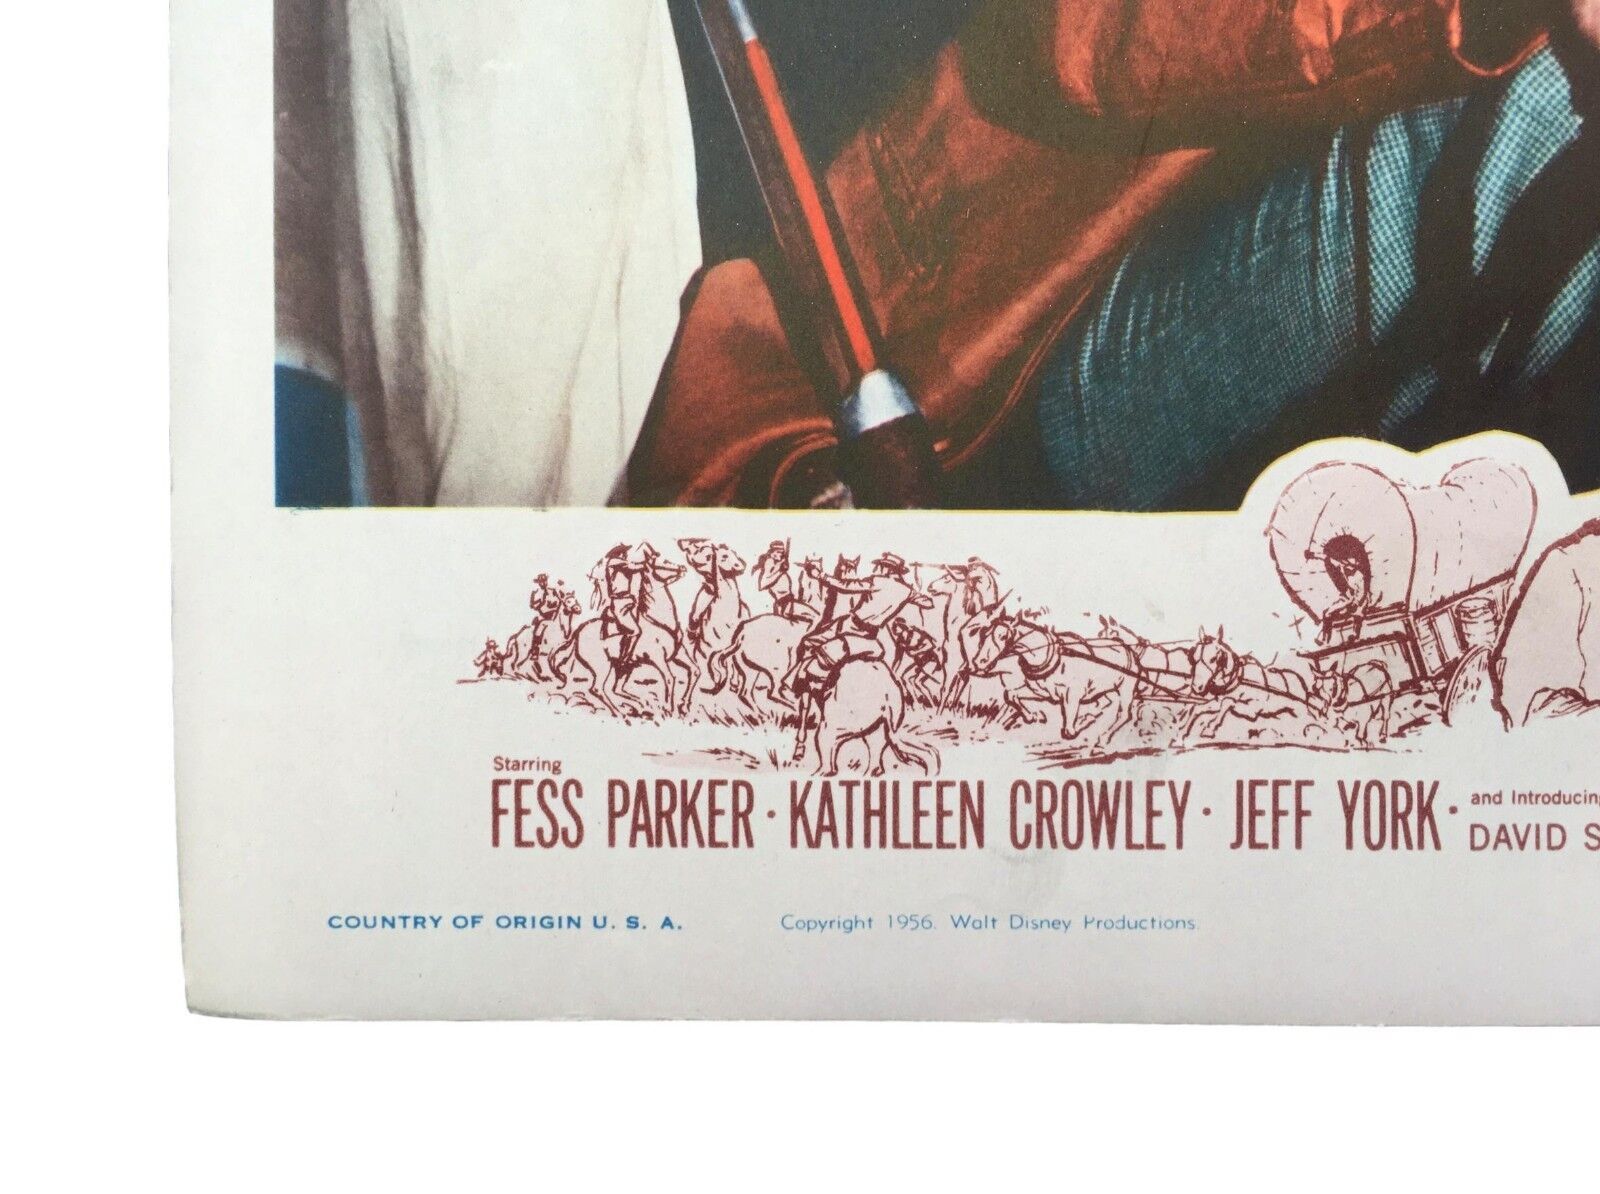 Starring
FESS PARKER · KATHLEEN CROWLEY · JEFF YORK · and Introducing
DAVID S
COUNTRY OF ORIGIN U. S. A. Copyright 1956. Walt Disney Productions.